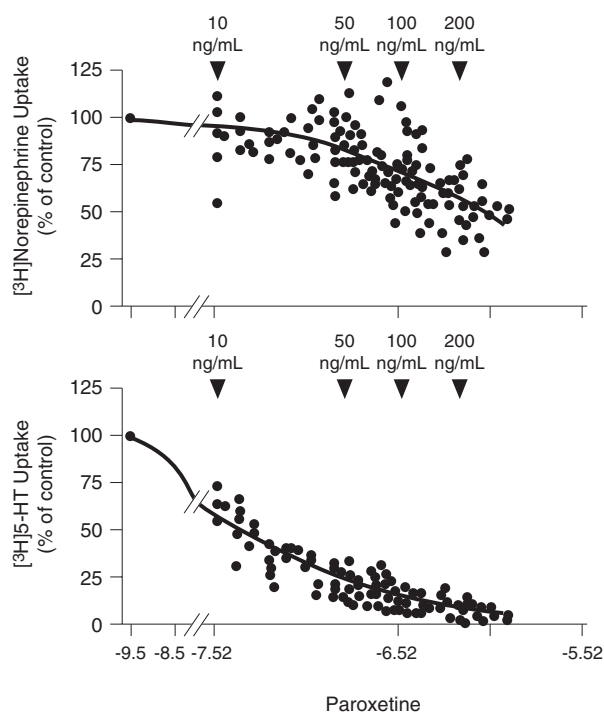 10 50 100 200
ng/mL ng/mL ng/mL ng/mL
125
100
75
50
25
0
[³H]Norepinephrine Uptake
(% of control)
10 50 100 200
ng/mL ng/mL ng/mL ng/mL
125
100
75
50
25
0
[³H]5-HT Uptake
(% of control)
-9.5 -8.5 -7.52 -6.52 -5.52
Paroxetine